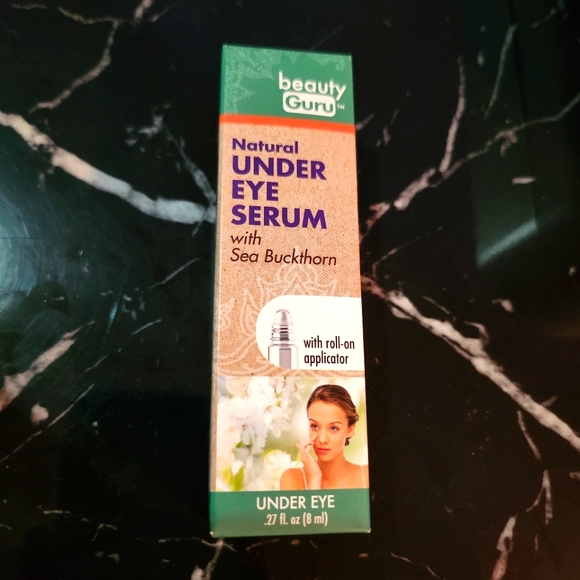 beauty
Guru™
Natural
UNDER
EYE
SERUM
with
Sea Buckthorn
with roll-on
applicator
UNDER EYE
.27 fl. oz (8 ml)